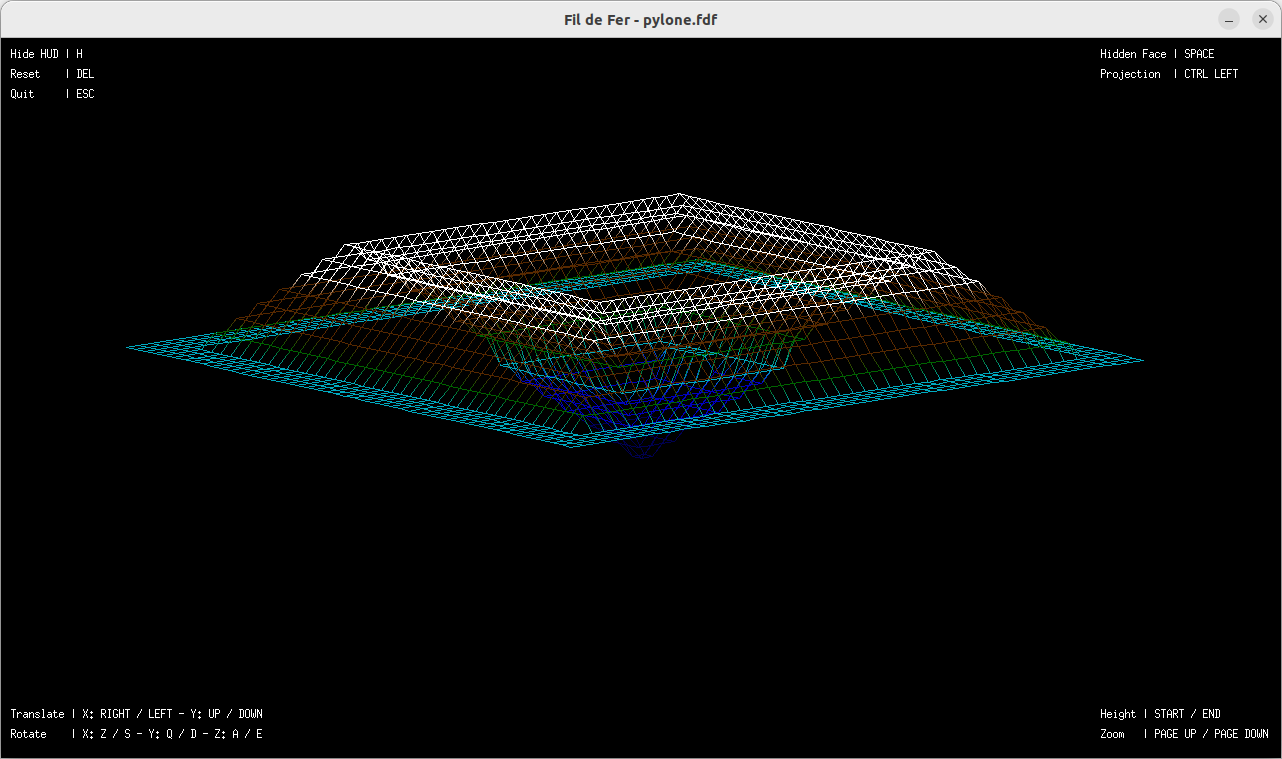 Fil de Fer - pylone.fdf
Hide HUD | H
Reset | DEL
Quit | ESC
Hidden Face | SPACE
Projection | CTRL LEFT
Translate | X: RIGHT / LEFT - Y: UP / DOWN
Rotate | X: Z / S - Y: Q / D - Z: A / E
Height | START / END
Zoom | PAGE UP / PAGE DOWN